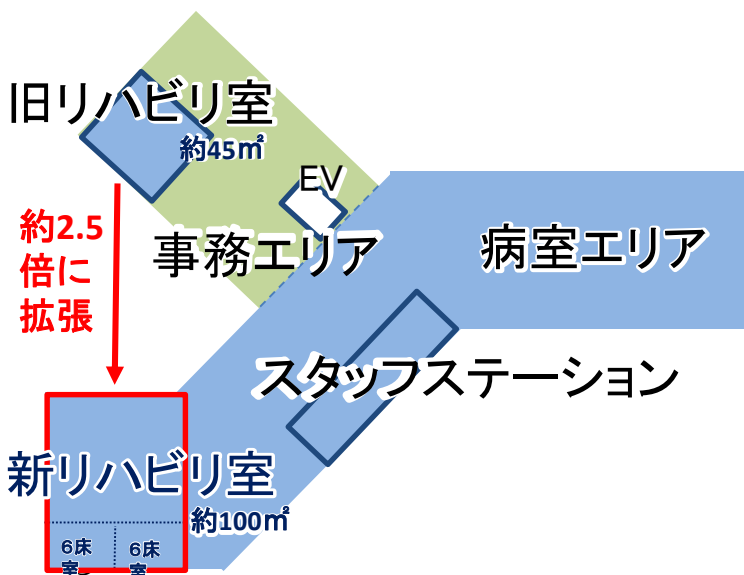 旧リハビリ室
約45㎡
EV
約2.5
倍に
拡張
事務エリア
病室エリア
スタッフステーション
新リハビリ室
約100㎡
6床
室
6床
室